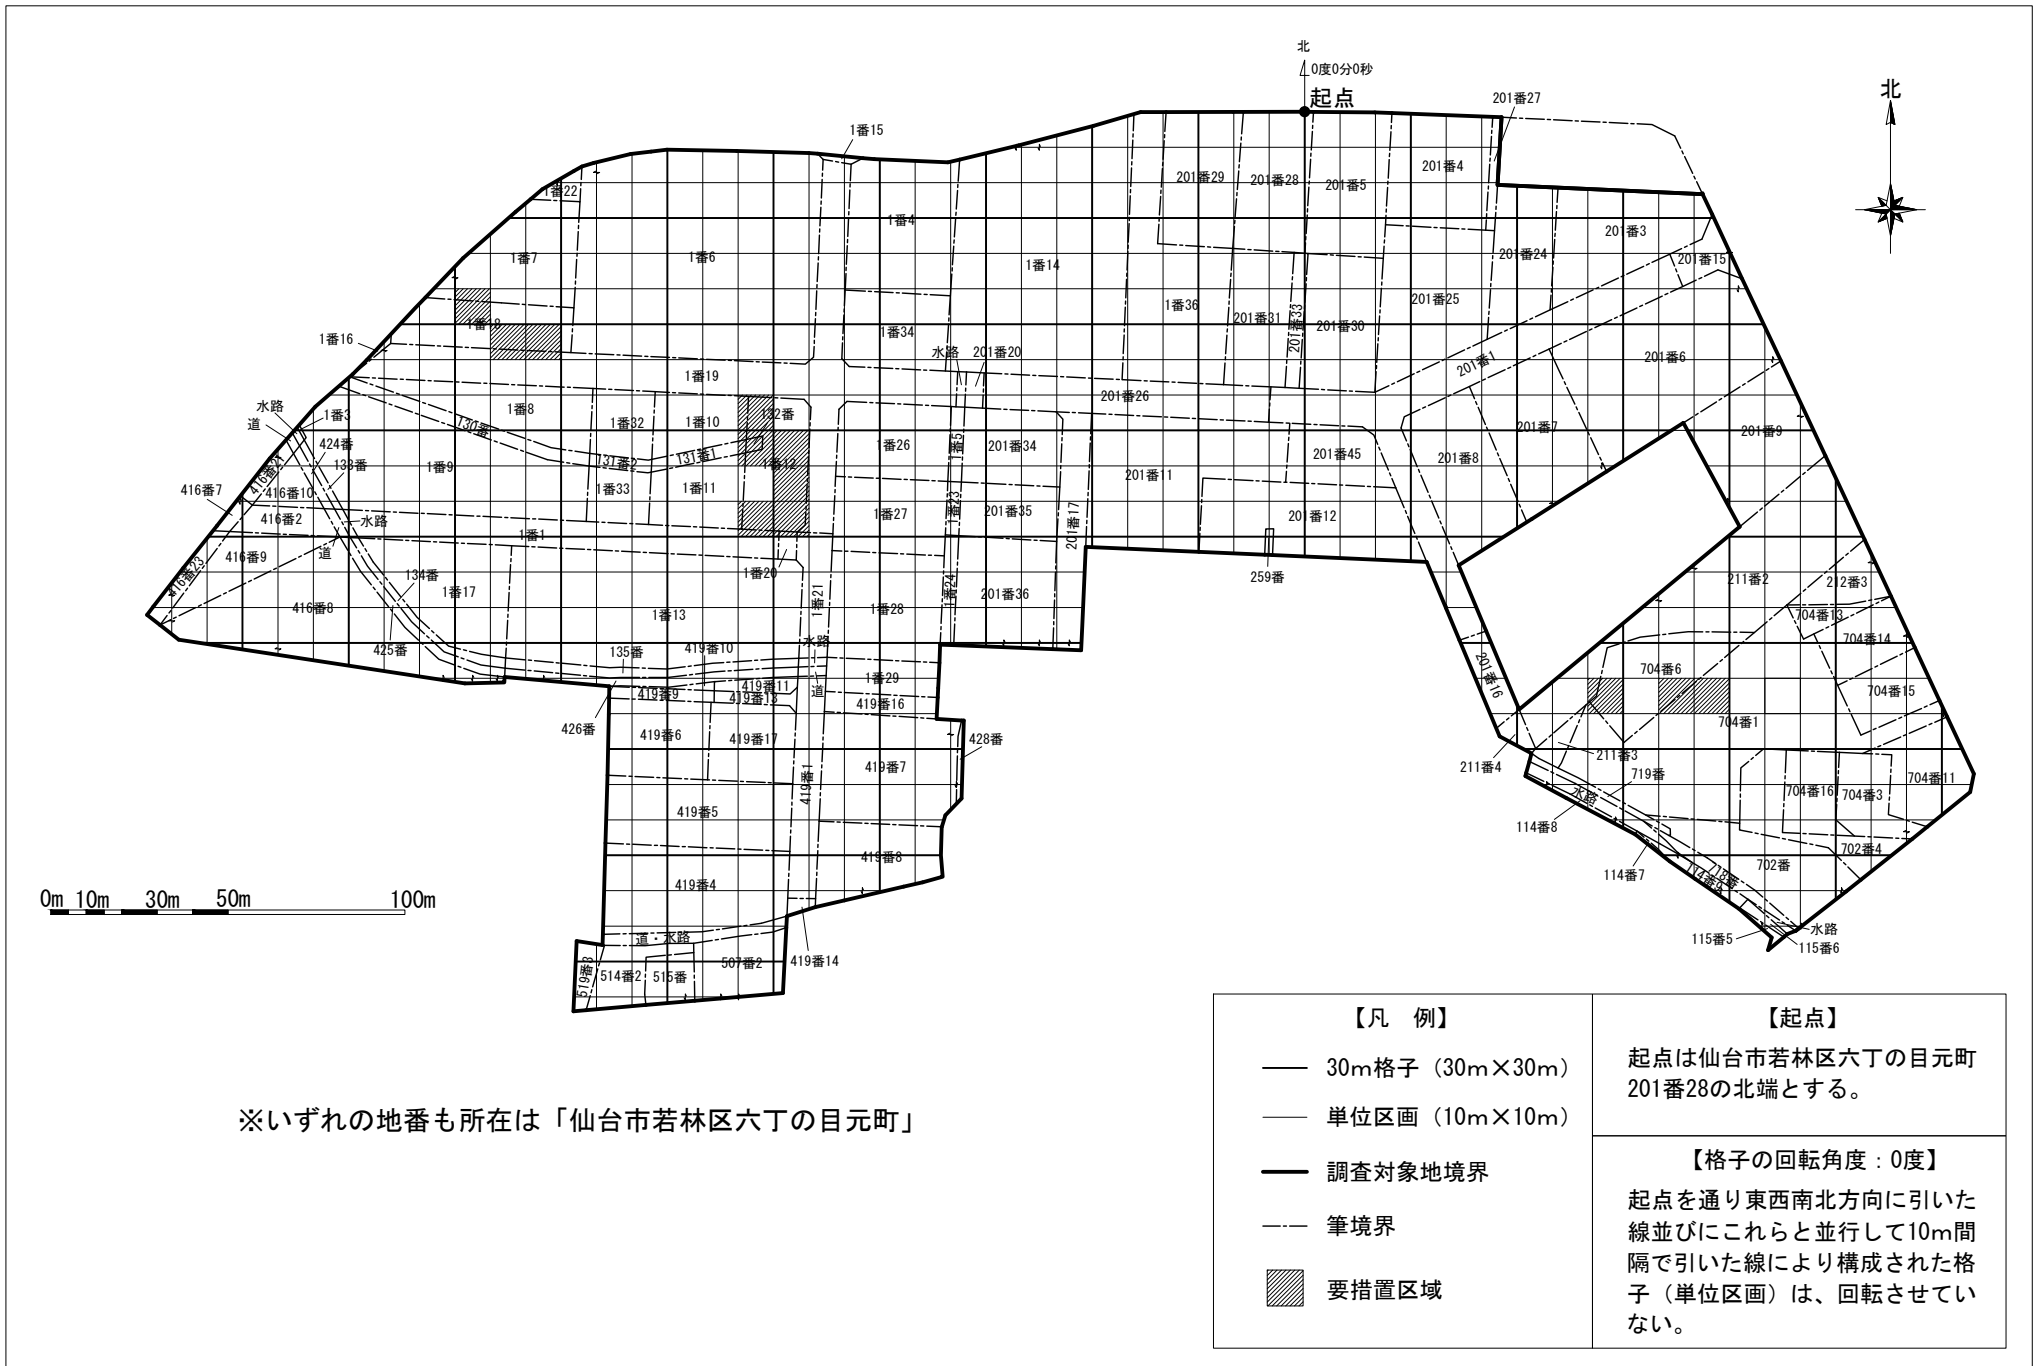 北
0度0分0秒
起点
北
201番27
1番15
201番4
201番29
201番28
201番5
1番22
1番4
201番3
1番7
1番6
1番14
201番24
201番15
201番25
1番36
201番31
201番33
201番30
1番18
1番34
1番16
水路
201番20
201番1
201番6
1番19
201番26
水路
道
1番3
1番8
1番32
1番10
132番
130番
424番
133番
1番9
131番2
131番1
1番12
1番26
1番5
201番34
201番11
201番45
201番8
201番7
201番9
416番7
416番21
416番10
416番2
水路
道
1番33
1番11
1番27
1番23
201番35
201番17
201番12
1番1
416番9
416番23
416番8
134番
1番17
1番20
1番21
1番13
1番28
1番24
201番36
259番
211番2
212番3
704番13
704番14
425番
135番
419番10
水路
道
1番29
419番9
419番11
419番13
419番16
426番
419番6
419番17
428番
419番7
419番1
419番5
419番8
419番4
201番16
704番6
704番15
704番1
211番4
211番3
719番
水路
704番16
704番3
704番11
114番8
114番7
702番4
702番
718番
714番9
水路
115番5
115番6
道・水路
519番3
514番2
515番
507番2
419番14
0m 10m 30m 50m 100m
※いずれの地番も所在は「仙台市若林区六丁の目元町」
【凡 例】
30m格子（30m×30m）
単位区画（10m×10m）
調査対象地境界
筆境界
要措置区域
【起点】
起点は仙台市若林区六丁の目元町
201番28の北端とする。
【格子の回転角度：0度】
起点を通り東西南北方向に引いた
線並びにこれらと並行して10m間
隔で引いた線により構成された格
子（単位区画）は、回転させてい
ない。